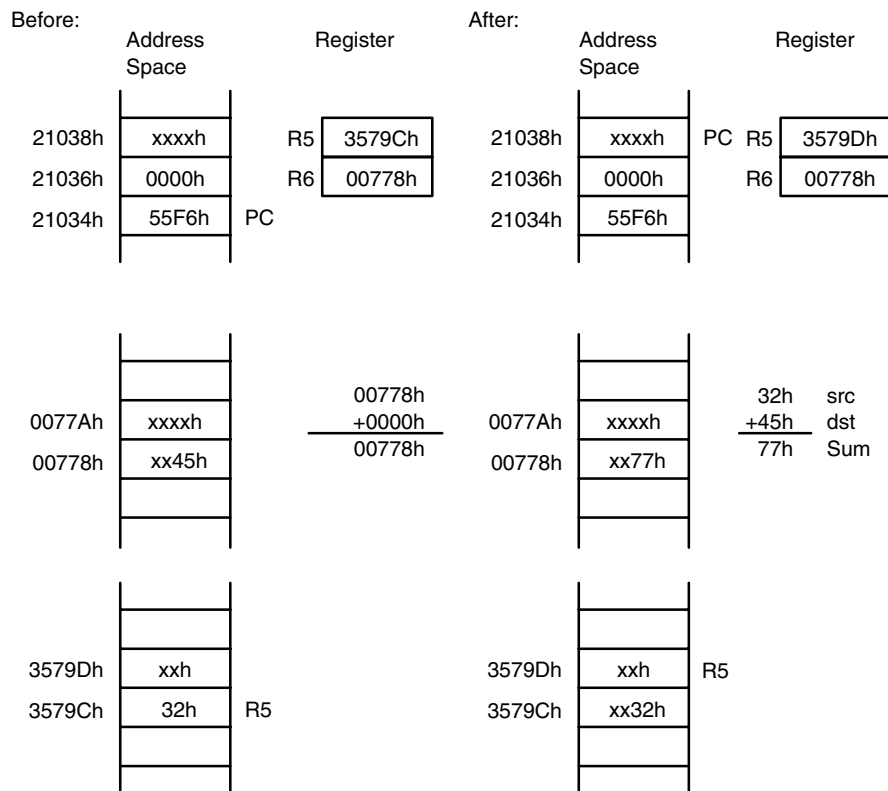 Before:
Address Space
Register
After:
Address Space
Register
21038h xxxxh R5 3579Ch 21038h xxxxh PC R5 3579Dh
21036h 0000h R6 00778h 21036h 0000h R6 00778h
21034h 55F6h PC 21034h 55F6h
00778h 32h src
0077Ah xxxxh +0000h 0077Ah xxxxh +45h dst
00778h xx45h 00778h 00778h xx77h 77h Sum
3579Dh xxh 3579Dh xxh R5
3579Ch 32h R5 3579Ch xx32h